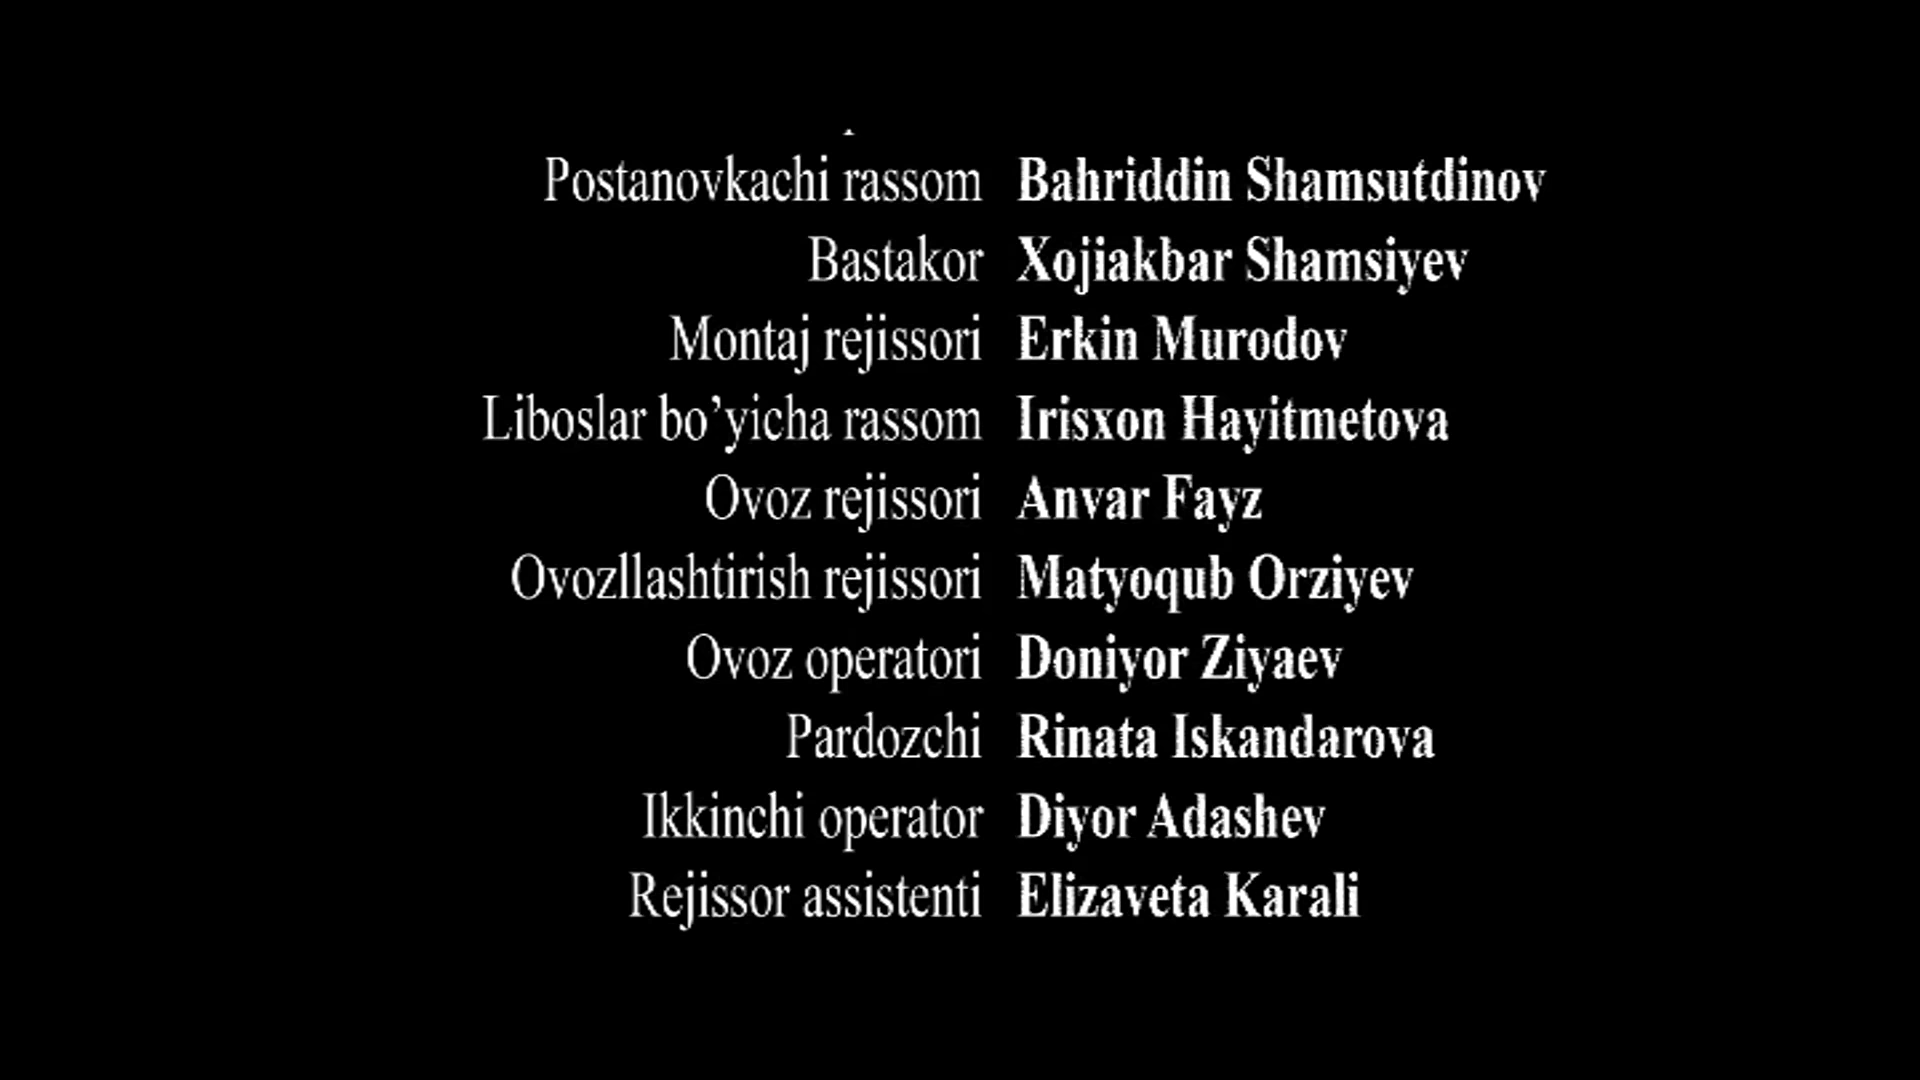 Postanovkachi rassom Bahriddin Shamsutdinov
Bastakor Xojiakbar Shamsiyev
Montaj rejissori Erkin Murodov
Liboslar bo’yicha rassom Irisxon Hayitmetova
Ovoz rejissori Anvar Fayz
Ovozllashtirish rejissori Matyoqub Orziyev
Ovoz operatori Doniyor Ziyaev
Pardozchi Rinata Iskandarova
Ikkinchi operator Diyor Adashev
Rejissor assistenti Elizaveta Karali